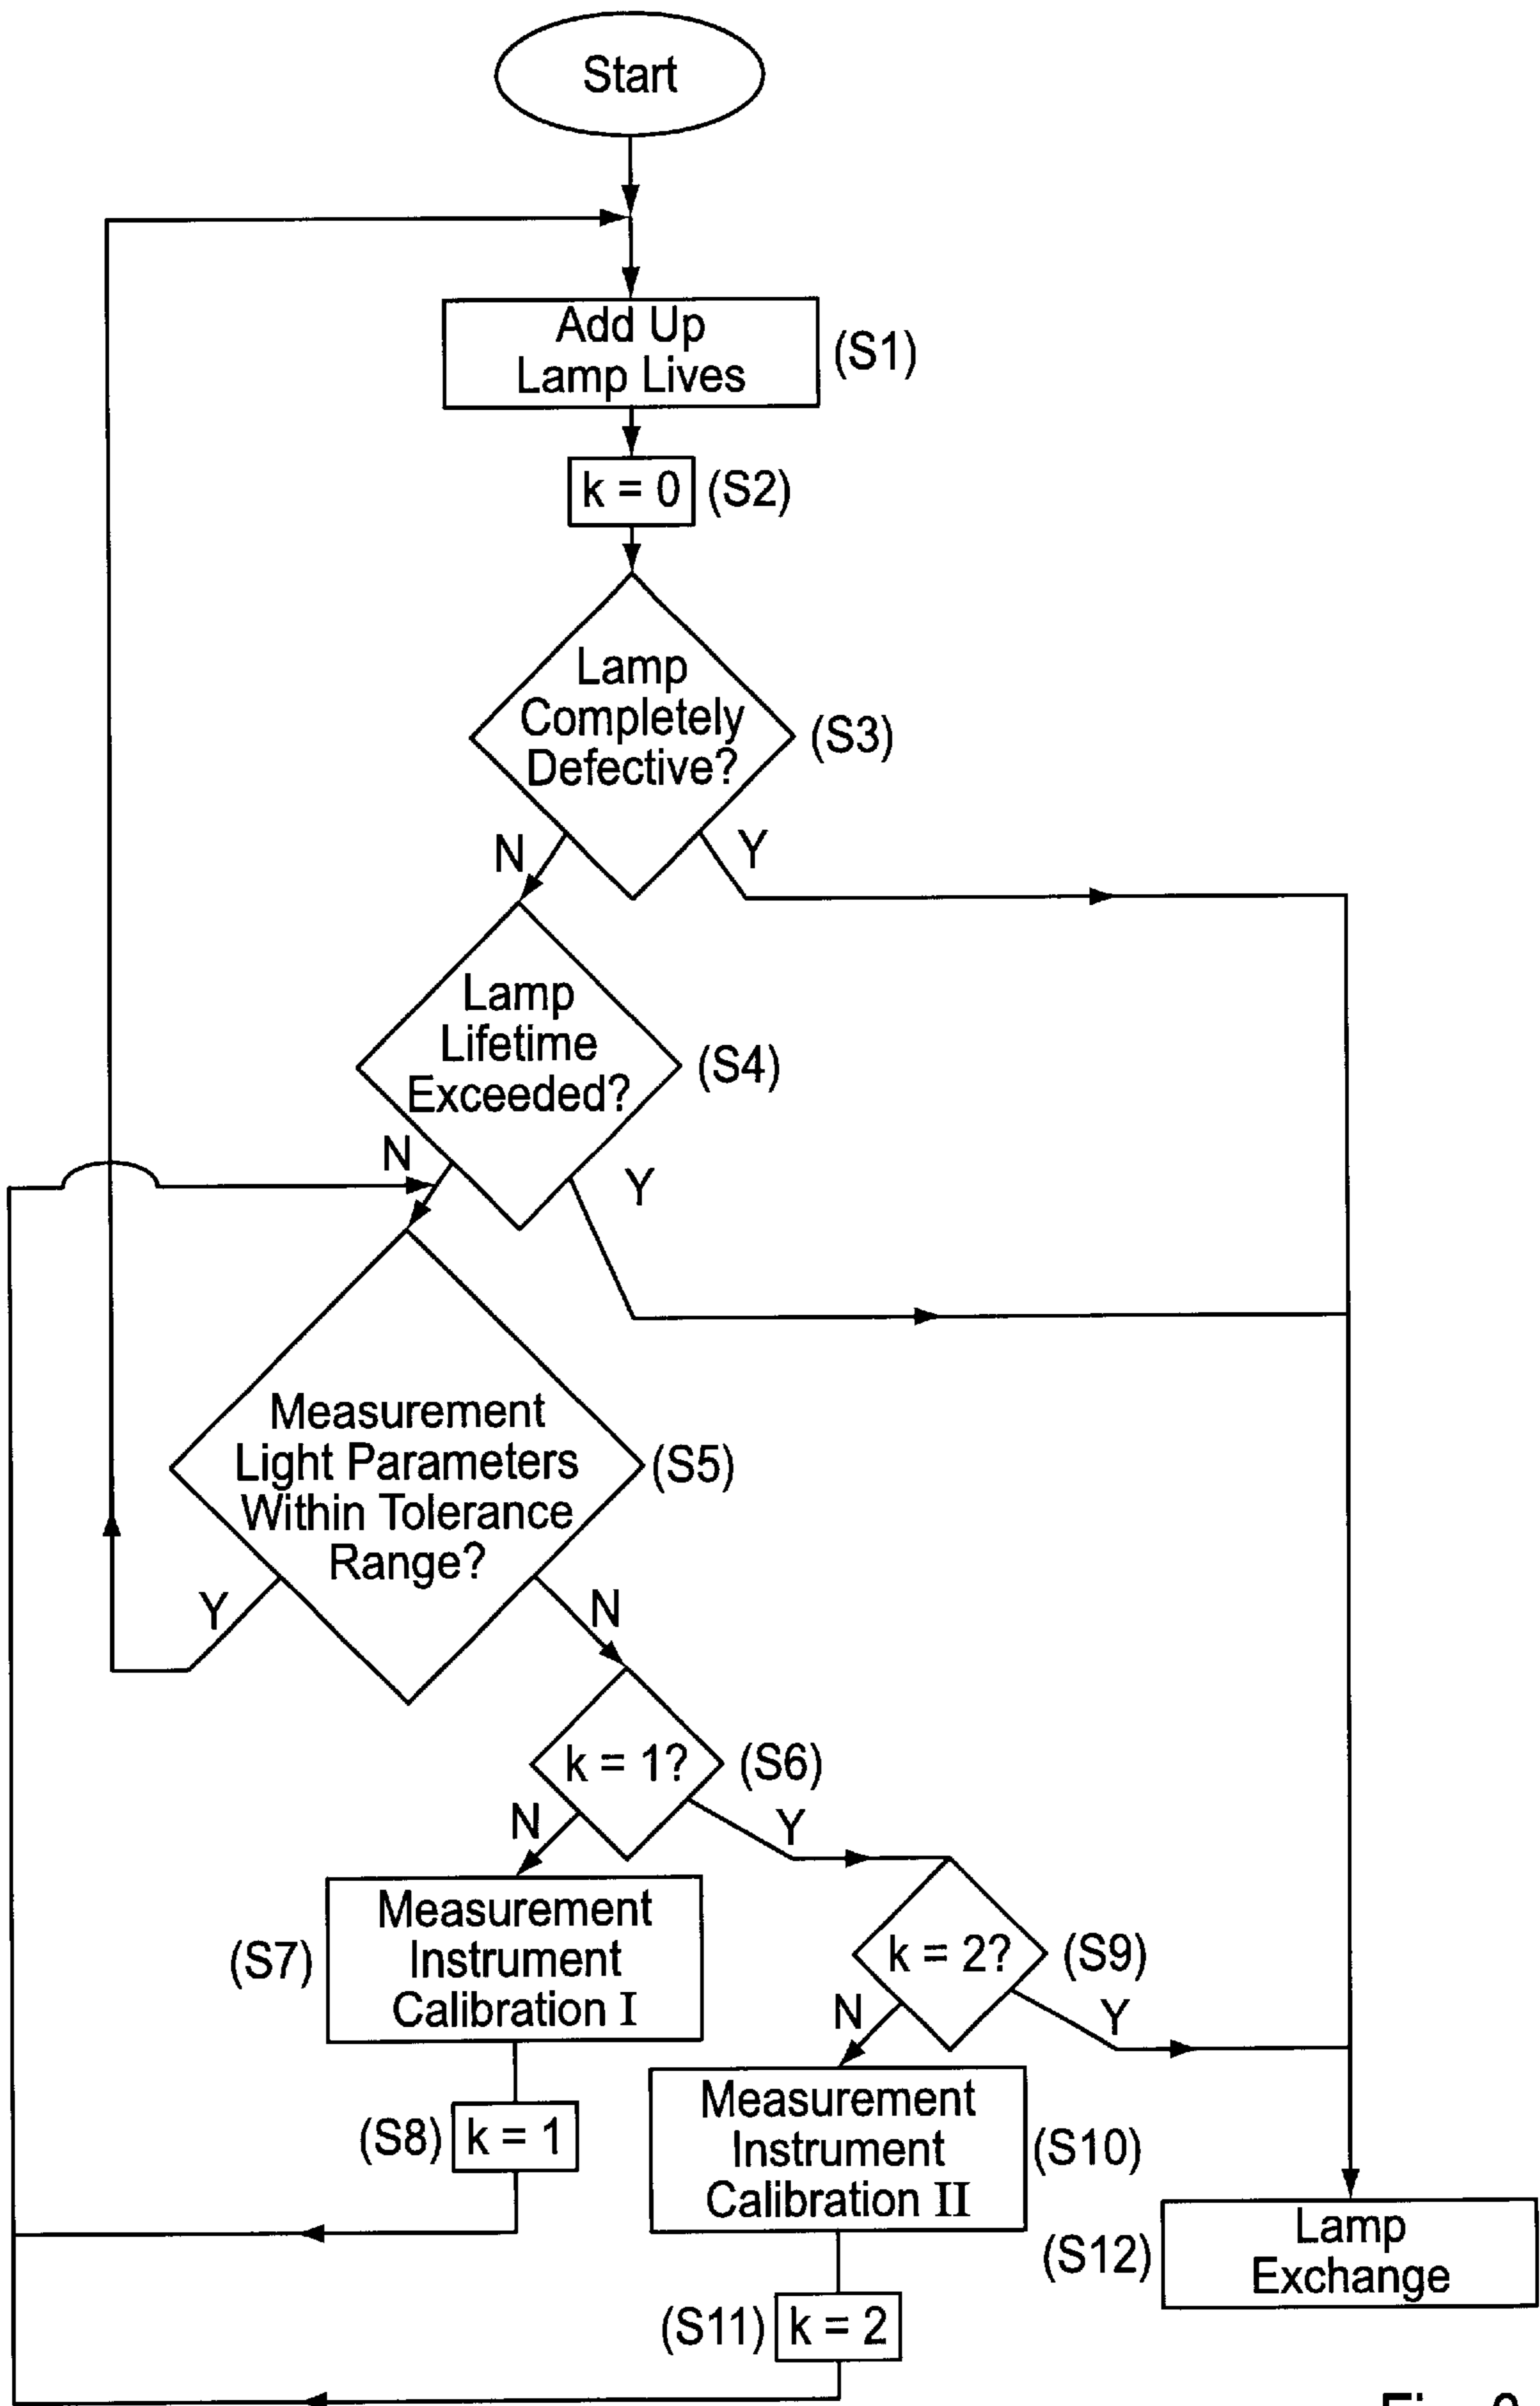 Start
Add Up
Lamp Lives
(S1)
k = 0
(S2)
Lamp
Completely
Defective?
(S3)
N
Y
Lamp
Lifetime
Exceeded?
(S4)
N
Y
Measurement
Light Parameters
Within Tolerance
Range?
(S5)
Y
N
k = 1?
(S6)
N
Y
Measurement
Instrument
Calibration I
(S7)
k = 2?
(S9)
N
Y
(S8)
k = 1
Measurement
Instrument
Calibration II
(S10)
Lamp
Exchange
(S12)
(S11)
k = 2